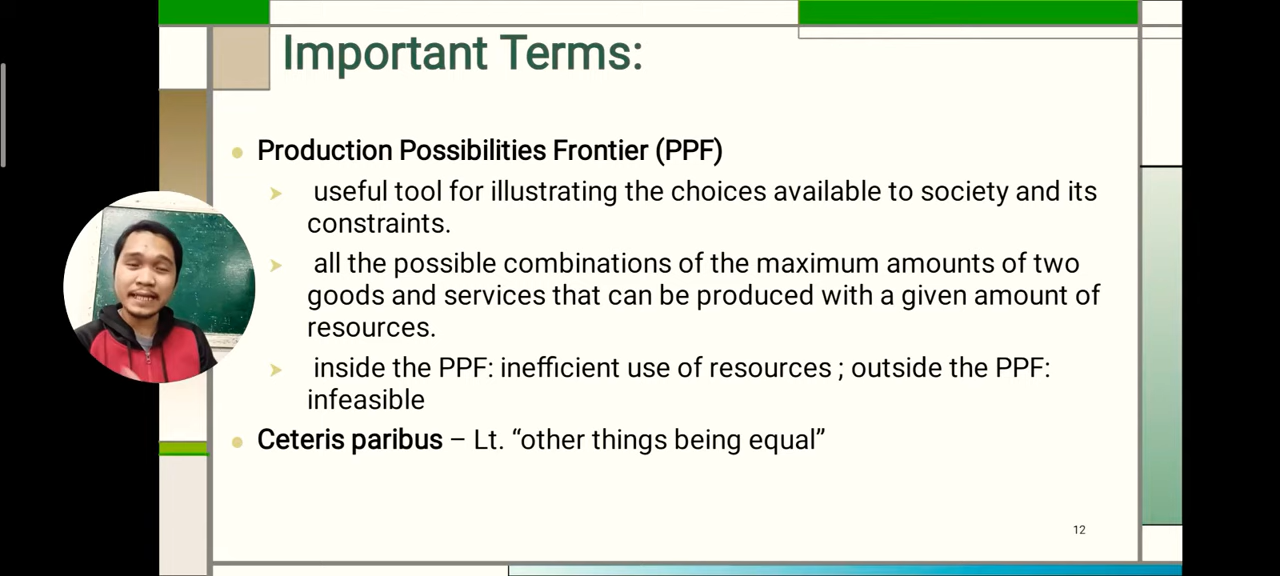 Important Terms:
Production Possibilities Frontier (PPF)
useful tool for illustrating the choices available to society and its
constraints.
all the possible combinations of the maximum amounts of two
goods and services that can be produced with a given amount of
resources.
inside the PPF: inefficient use of resources ; outside the PPF:
infeasible
Ceteris paribus – Lt. “other things being equal”
12